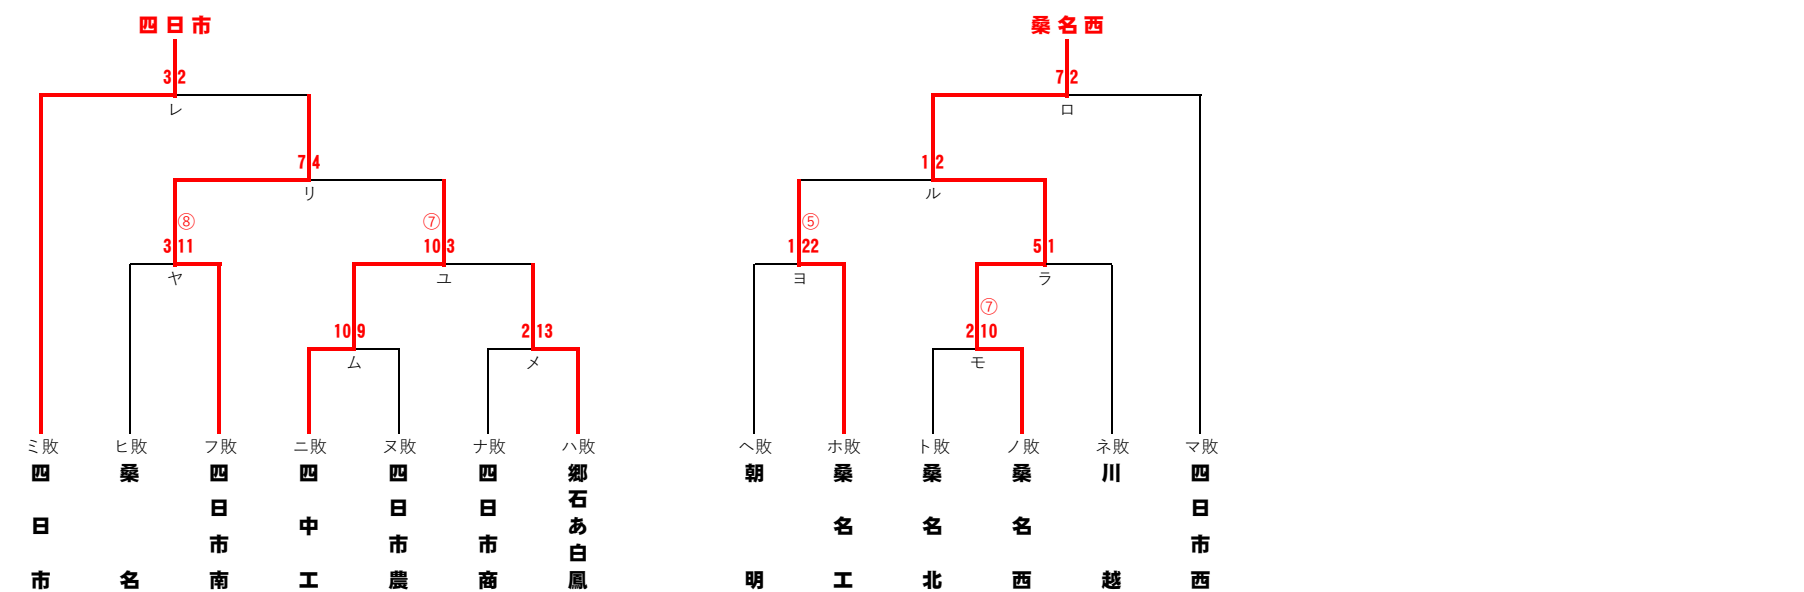 四日市
桑名西
3 2
7 2
レ
ロ
7 4
1 2
リ
ル
⑧
⑦
⑤
3 11
10 3
1 22
5 1
ヤ
ユ
ヨ
ラ
⑦
10 9
2 13
2 10
ム
メ
モ
ミ敗
ヒ敗
フ敗
ニ敗
ヌ敗
ナ敗
ハ敗
ヘ敗
ホ敗
ト敗
ノ敗
ネ敗
マ敗
四日市
桑名
四日市南
四中工
四日市農
四日市商
郷石あ白鳳
朝明
桑名工
桑名北
桑名西
川越
四日市西